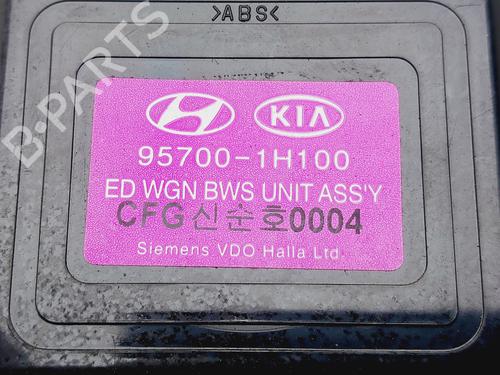 >ABS<
KIA
95700-1H100
ED WGN BWS UNIT ASS'Y
CFG신순호0004
Siemens VDO Halla Ltd.
B-PARTS